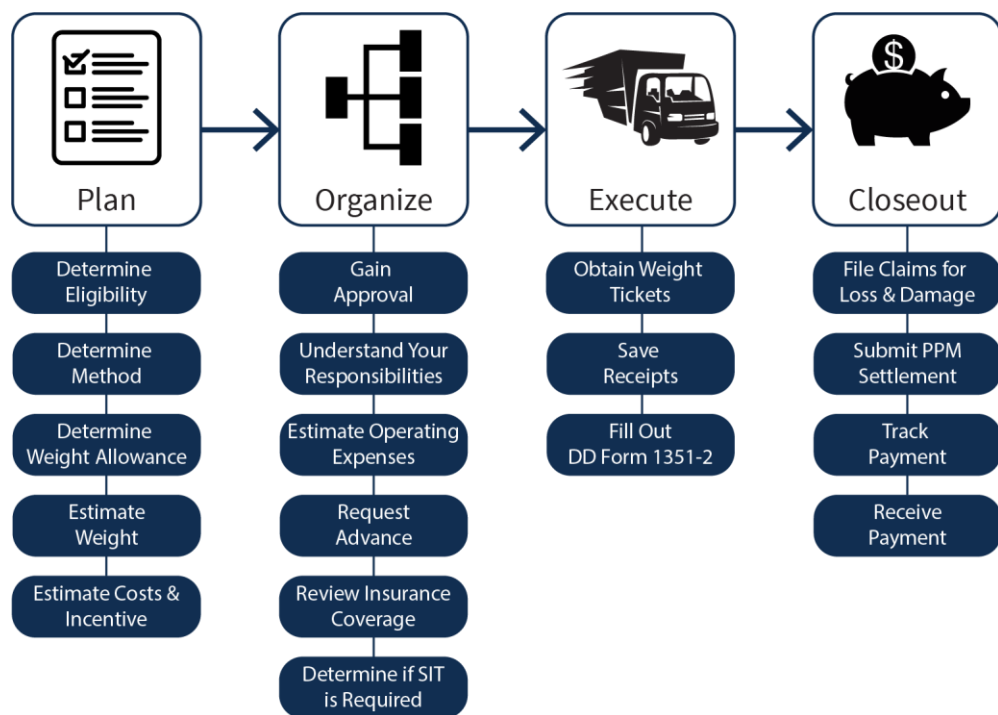 $
Plan
Determine
Eligibility
Determine
Method
Determine
Weight Allowance
Estimate
Weight
Estimate Costs &
Incentive
Organize
Gain
Approval
Understand Your
Responsibilities
Estimate Operating
Expenses
Request
Advance
Review Insurance
Coverage
Determine if SIT
is Required
Execute
Obtain Weight
Tickets
Save
Receipts
Fill Out
DD Form 1351-2
Closeout
File Claims for
Loss & Damage
Submit PPM
Settlement
Track
Payment
Receive
Payment